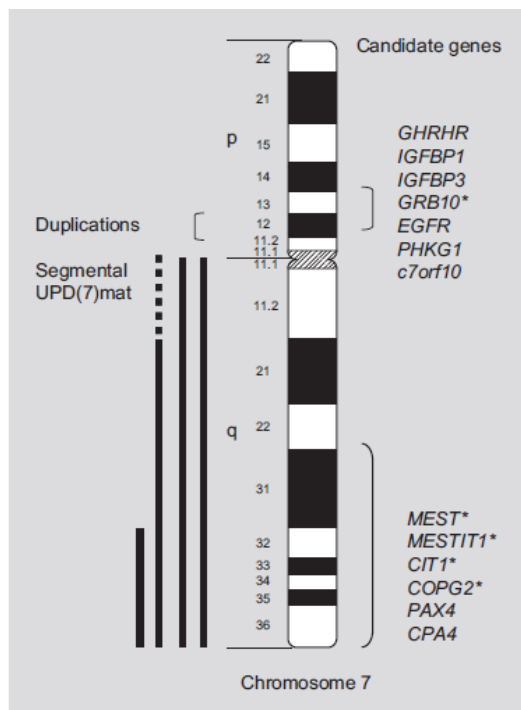 Candidate genes
22
21
p
15
14
13
12
11.2
11.1
11.1
11.2
21
q
22
31
32
33
34
35
36
GHRHR
IGFBP1
IGFBP3
GRB10*
EGFR
PHKG1
c7orf10
Duplications
Segmental
UPD(7)mat
MEST*
MESTIT1*
CIT1*
COPG2*
PAX4
CPA4
Chromosome 7